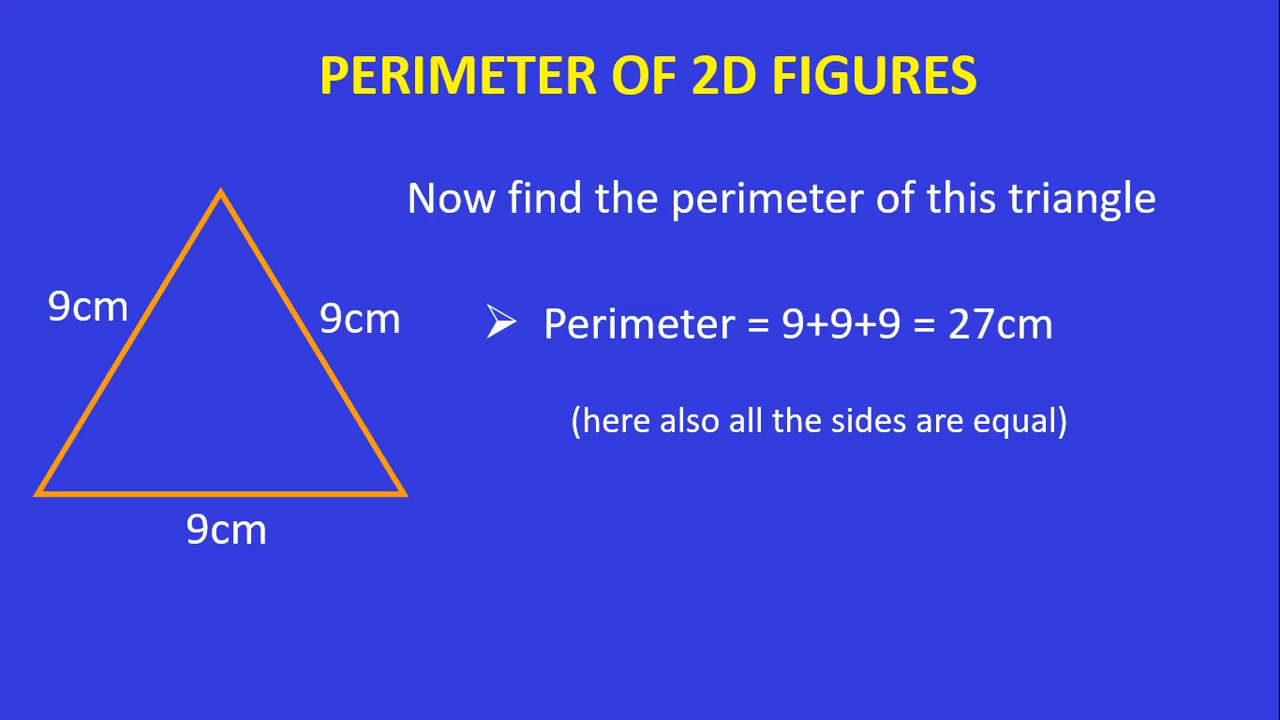 PERIMETER OF 2D FIGURES
Now find the perimeter of this triangle
9cm
9cm
➢ Perimeter = 9+9+9 = 27cm
(here also all the sides are equal)
9cm